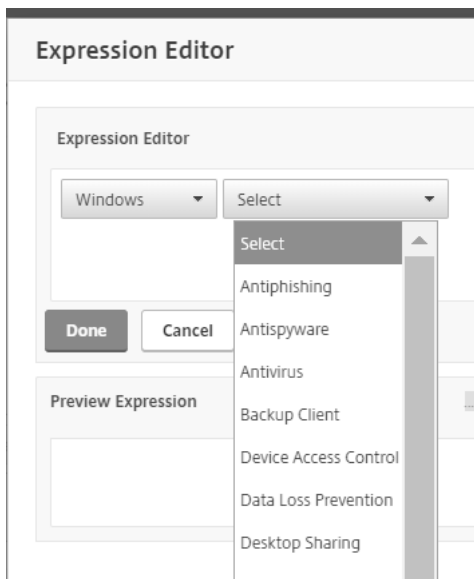 Expression Editor
Expression Editor
Windows Select
Select
Antiphishing
Done Cancel Antispyware
Antivirus
Preview Expression Backup Client
Device Access Control
Data Loss Prevention
Desktop Sharing